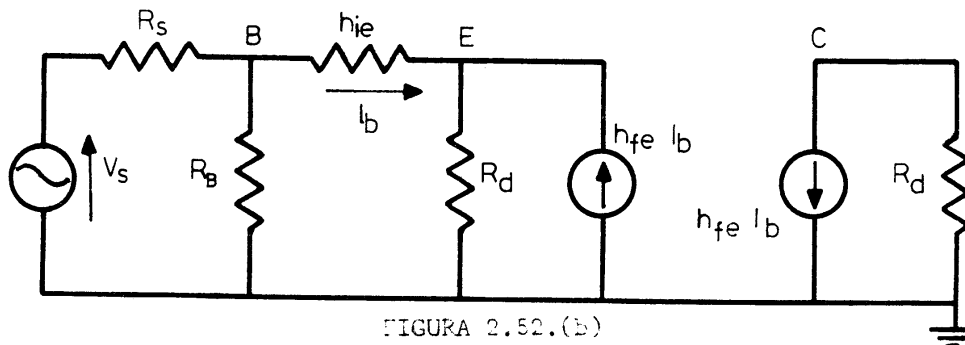 Rs B hie E C
Ib
Vs RB Rd hfe Ib hfe Ib Rd
FIGURA 2.52.(b)